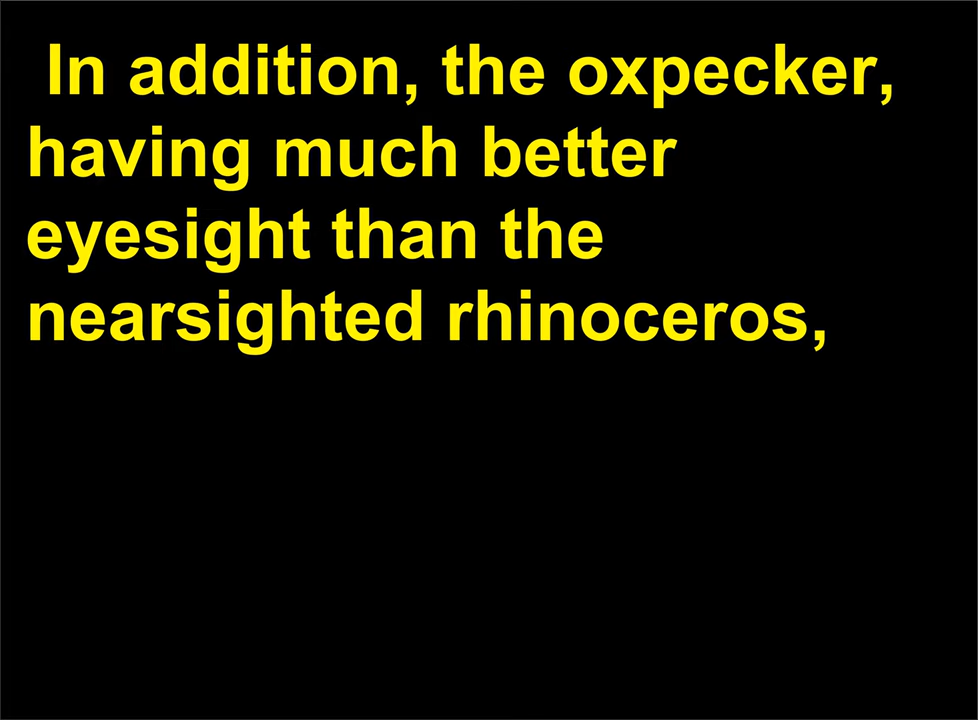 In addition, the oxpecker,
having much better
eyesight than the
nearsighted rhinoceros,